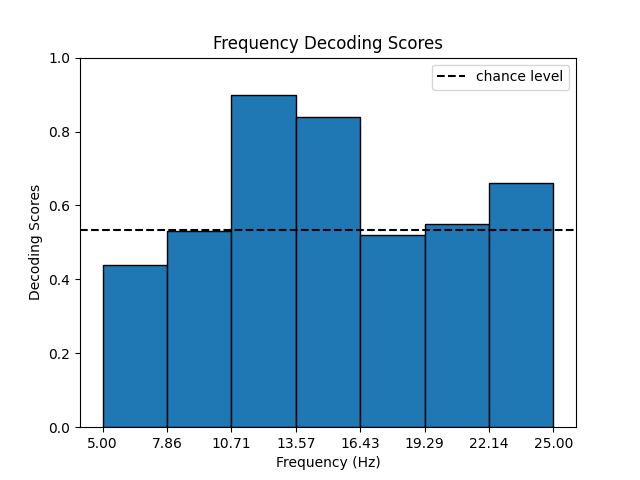 Frequency Decoding Scores
chance level
1.0
0.8
0.6
0.4
0.2
0.0
Decoding Scores
5.00 7.86 10.71 13.57 16.43 19.29 22.14 25.00
Frequency (Hz)